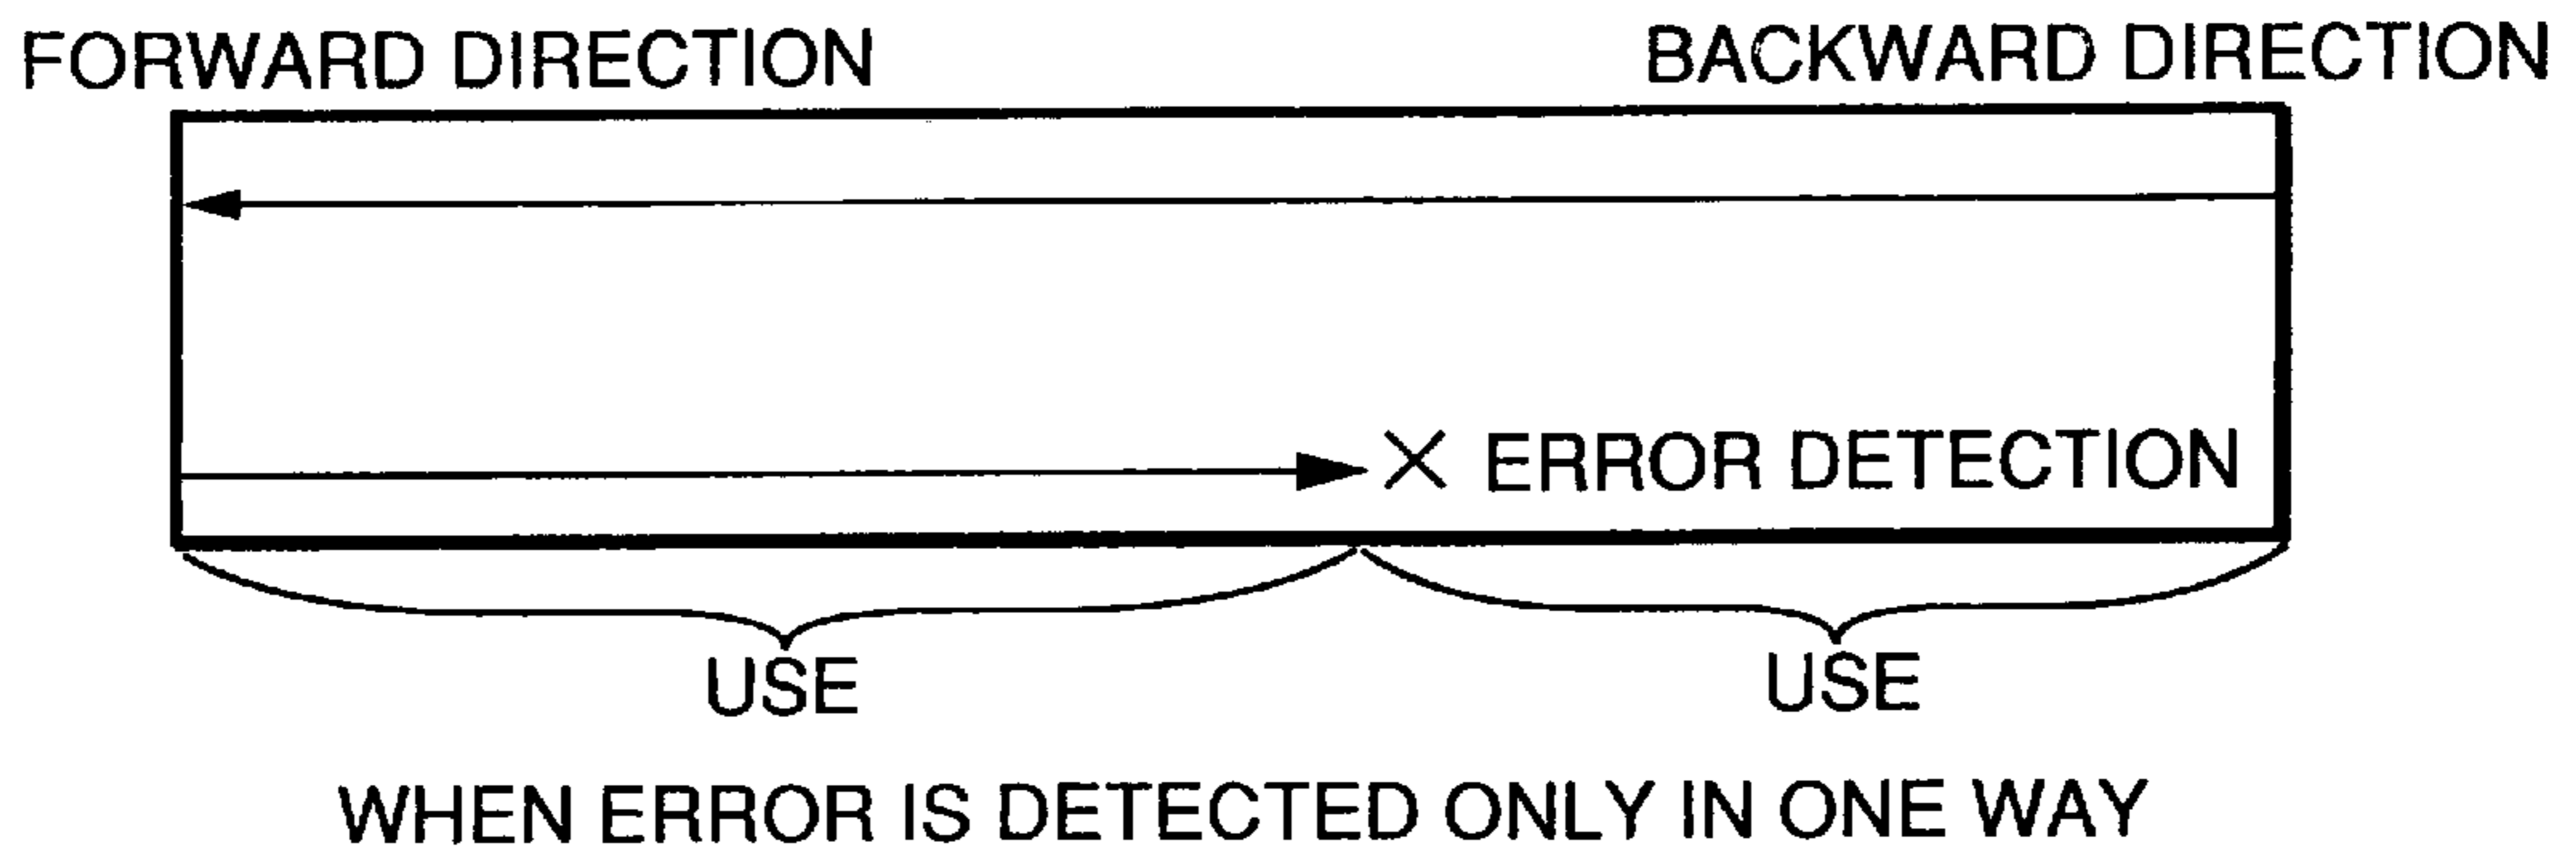 FORWARD DIRECTION
BACKWARD DIRECTION
× ERROR DETECTION
USE
USE
WHEN ERROR IS DETECTED ONLY IN ONE WAY